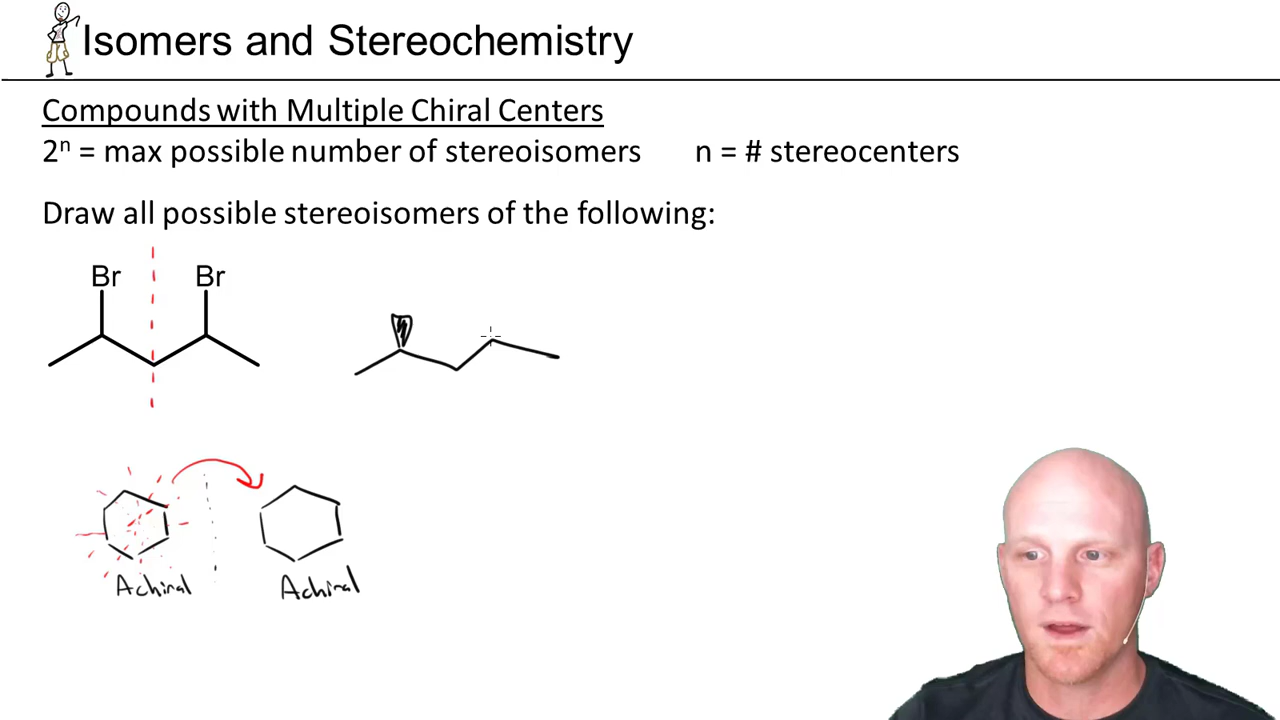 Isomers and Stereochemistry
Compounds with Multiple Chiral Centers
2ⁿ = max possible number of stereoisomers n = # stereocenters
Draw all possible stereoisomers of the following:
Br Br
Achiral Achiral